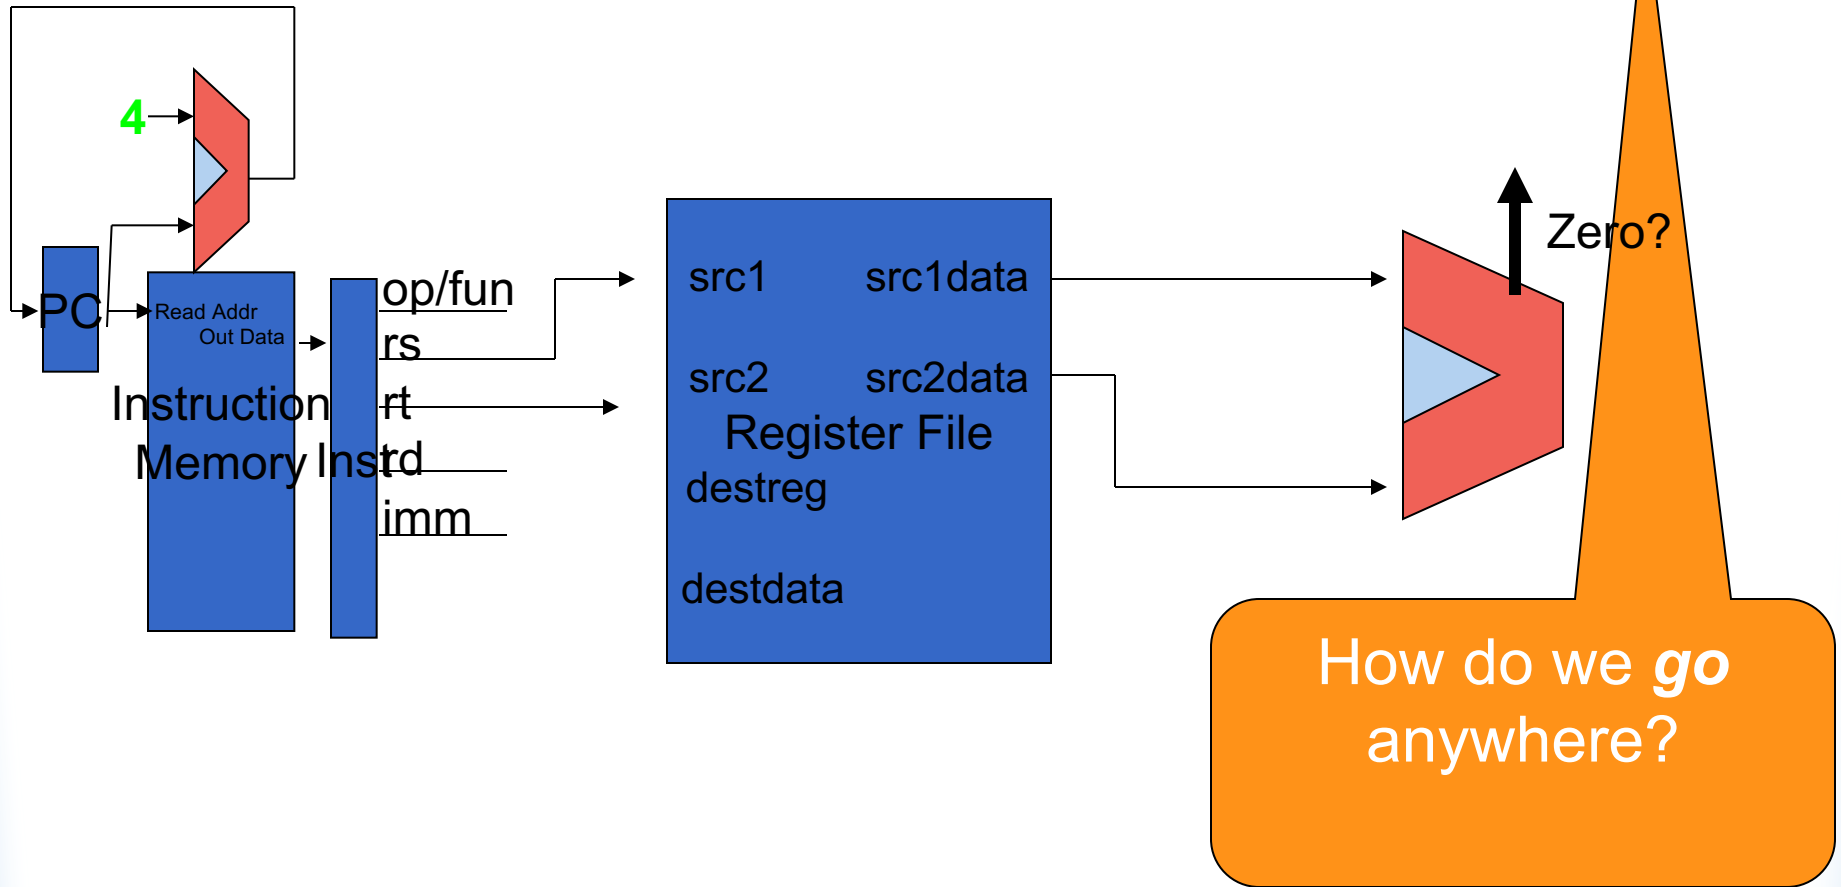 4
PC
Read Addr
Out Data
Instruction
Memory
Inst
op/fun
rs
rt
rd
imm
src1
src1data
src2
src2data
Register File
destreg
destdata
Zero?
How do we go
anywhere?